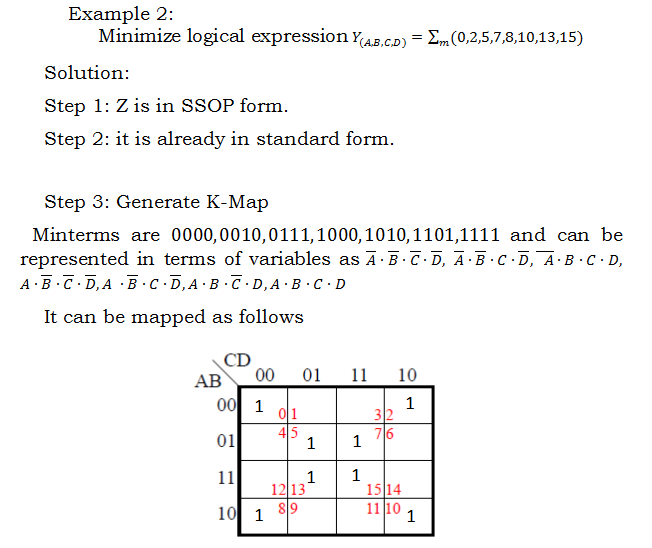 Example 2:
Minimize logical expression Y(A,B,C,D) = Σm(0,2,5,7,8,10,13,15)
Solution:
Step 1: Z is in SSOP form.
Step 2: it is already in standard form.
Step 3: Generate K-Map
Minterms are 0000,0010,0111,1000,1010,1101,1111 and can be
represented in terms of variables as A̅ · B̅ · C̅ · D̅, A̅ · B̅ · C · D̅, A̅ · B · C · D,
A · B̅ · C̅ · D̅, A · B̅ · C · D̅, A · B · C̅ · D, A · B · C · D
It can be mapped as follows
CD
AB 00 01 11 10
00 1 0 1 3 2 1
01 4 5 1 1 7 6
11 12 13 1 1 15 14
10 1 8 9 11 10 1